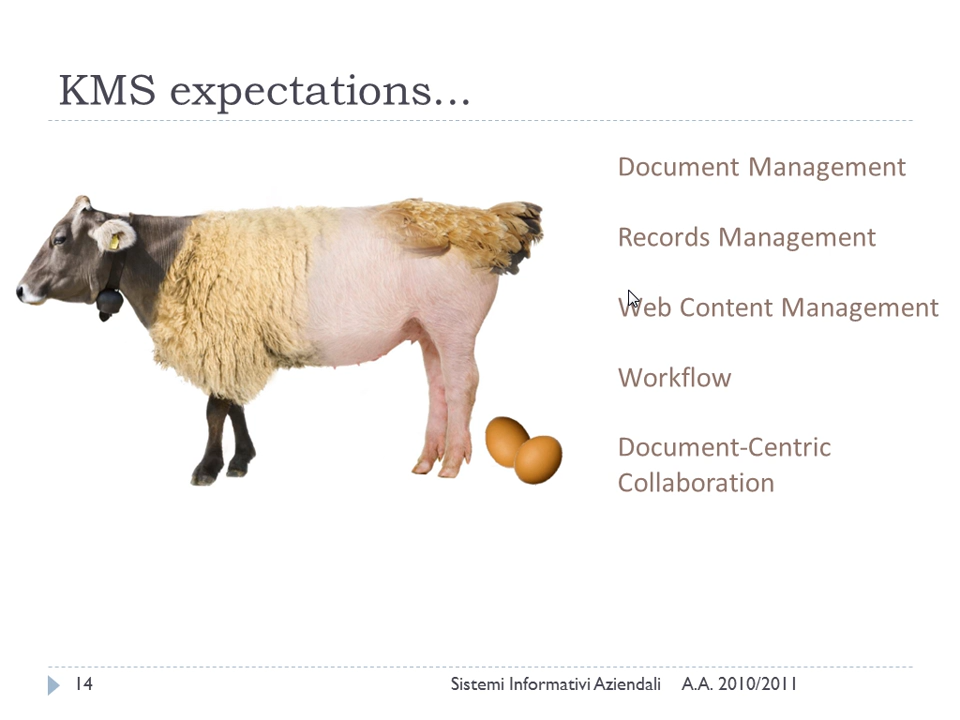 KMS expectations...
Document Management
Records Management
Web Content Management
Workflow
Document-Centric
Collaboration
14
Sistemi Informativi Aziendali A.A. 2010/2011